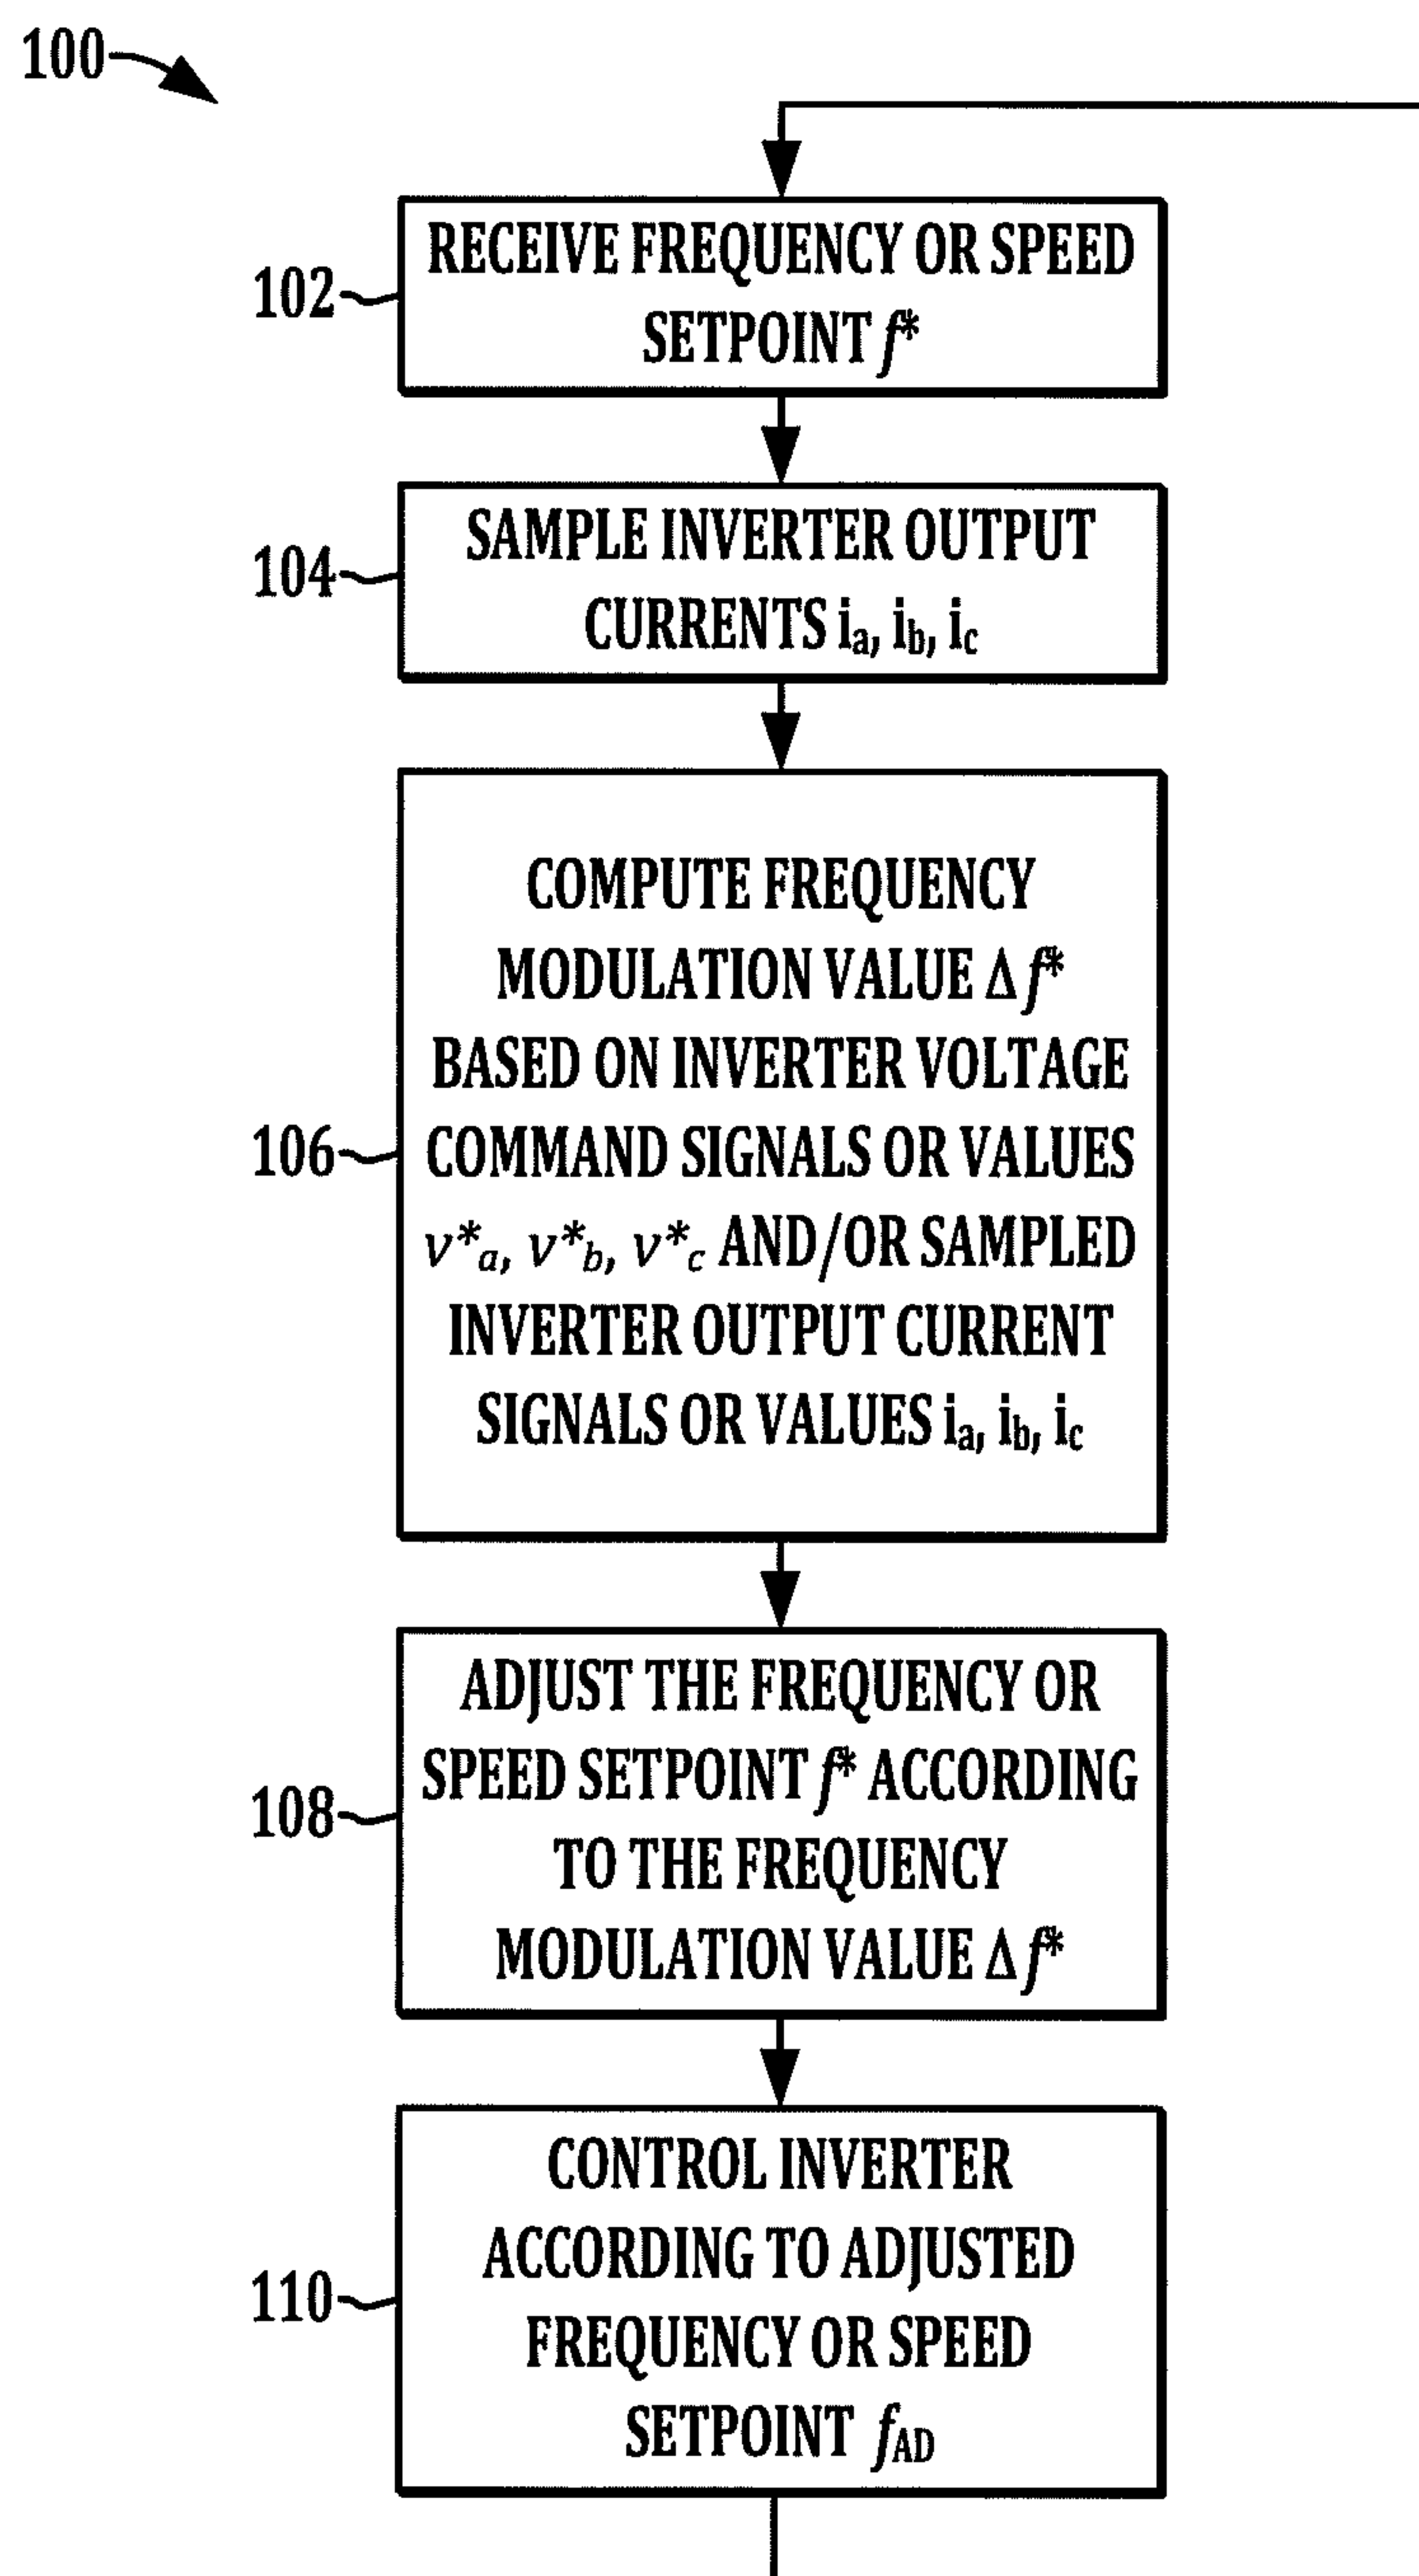 100
RECEIVE FREQUENCY OR SPEED
SETPOINT f*
102
SAMPLE INVERTER OUTPUT
CURRENTS ia, ib, ic
104
COMPUTE FREQUENCY
MODULATION VALUE Δ f*
BASED ON INVERTER VOLTAGE
COMMAND SIGNALS OR VALUES
v*a, v*b, v*c AND/OR SAMPLED
INVERTER OUTPUT CURRENT
SIGNALS OR VALUES ia, ib, ic
106
ADJUST THE FREQUENCY OR
SPEED SETPOINT f* ACCORDING
TO THE FREQUENCY
MODULATION VALUE Δ f*
108
CONTROL INVERTER
ACCORDING TO ADJUSTED
FREQUENCY OR SPEED
SETPOINT fAD
110